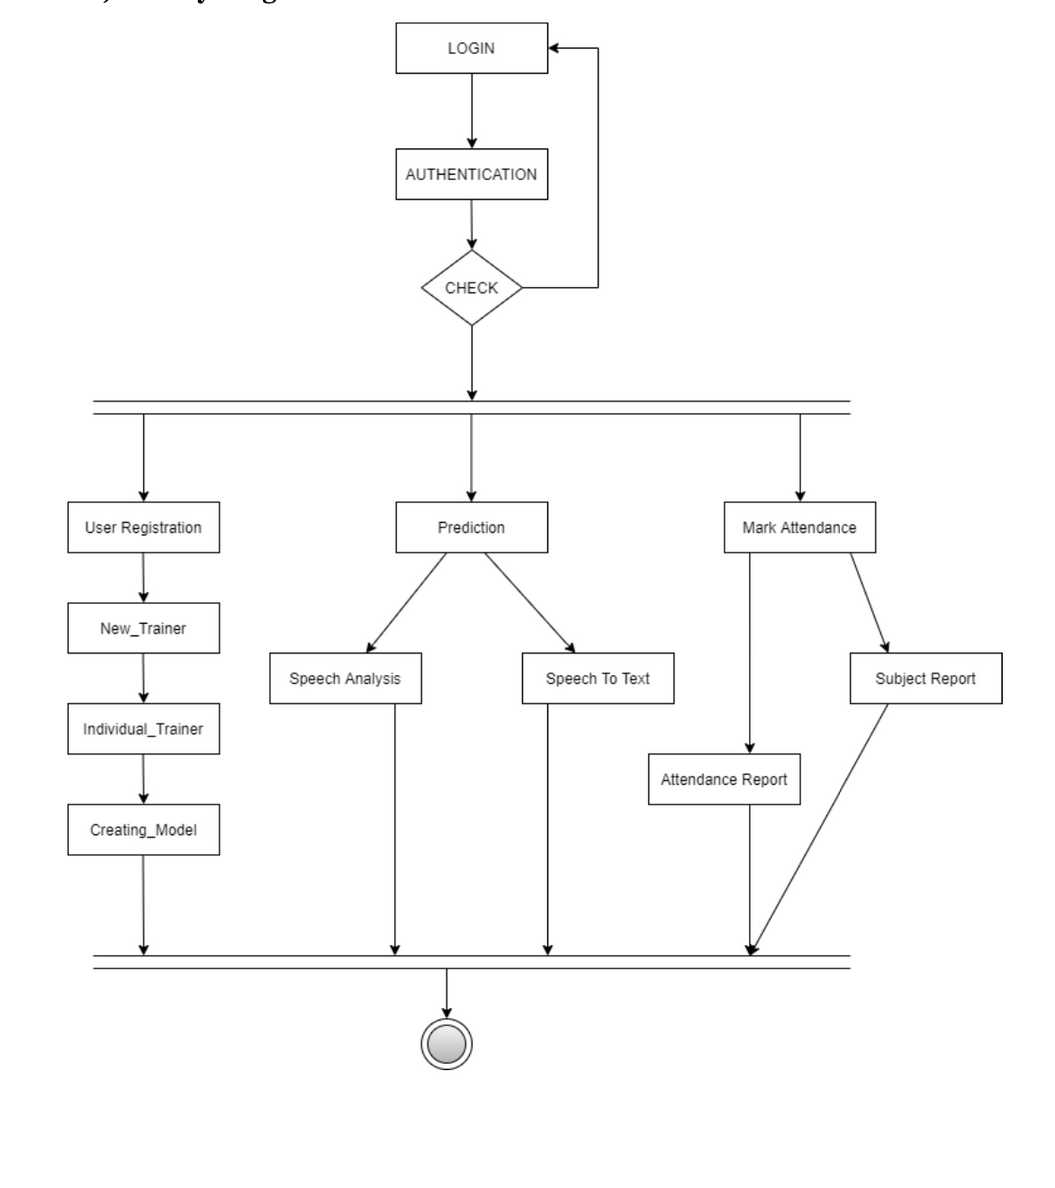 LOGIN
AUTHENTICATION
CHECK
User Registration
Prediction
Mark Attendance
New_Trainer
Speech Analysis
Speech To Text
Subject Report
Individual_Trainer
Attendance Report
Creating_Model